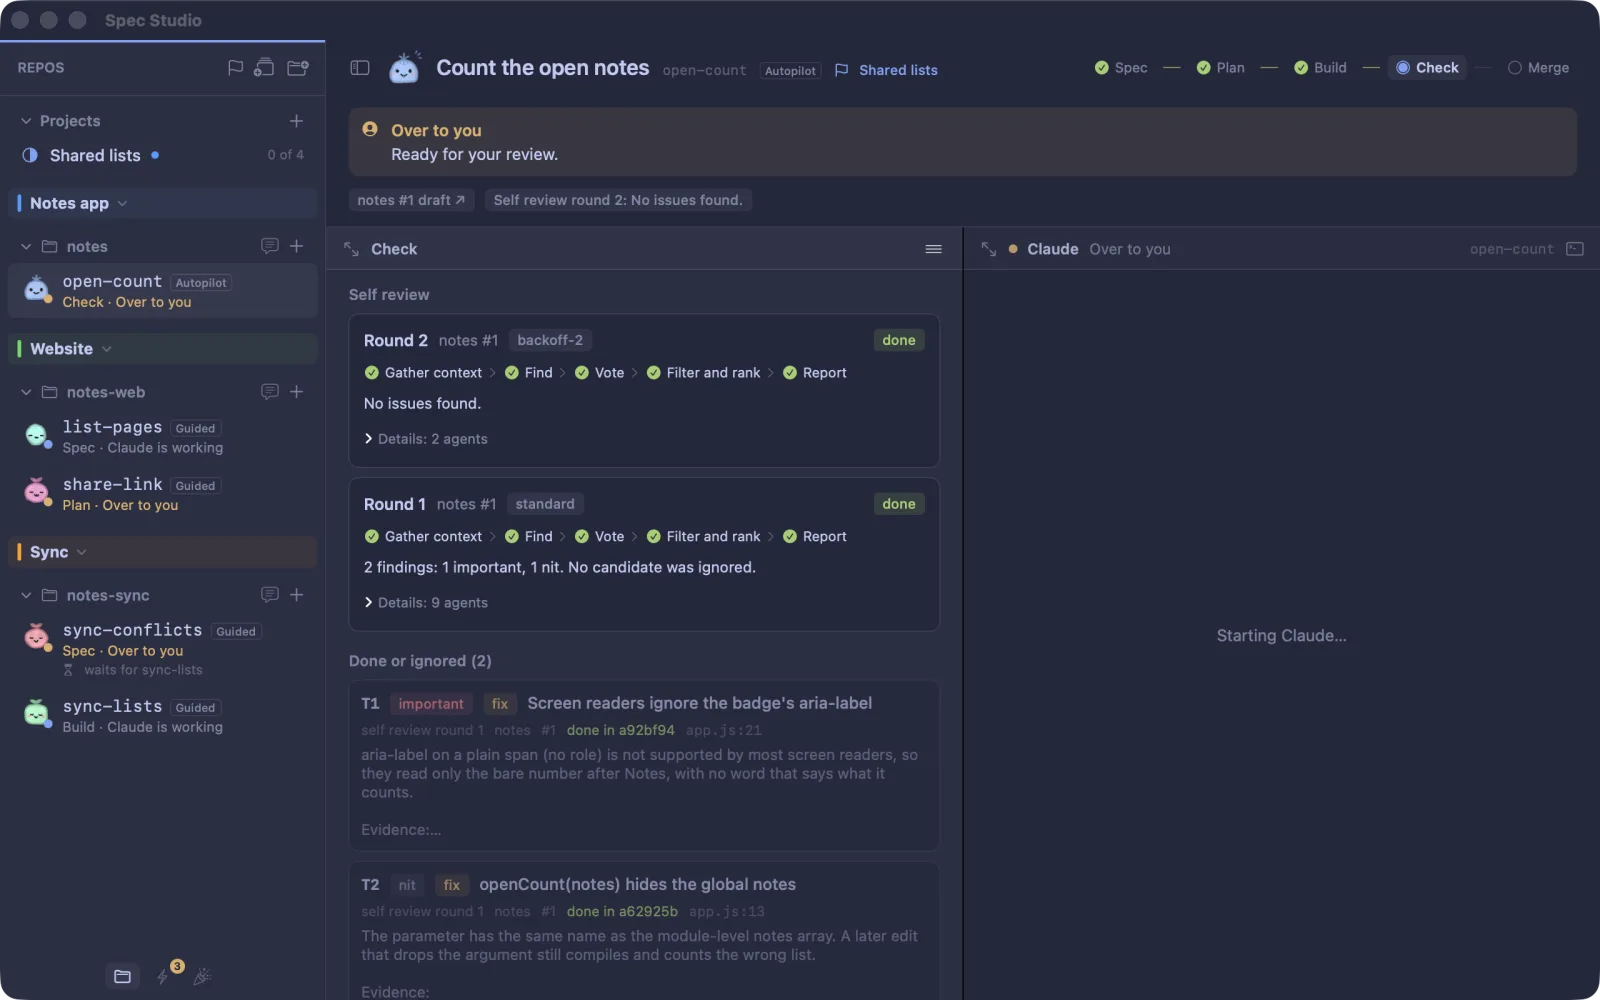 Spec Studio
REPOS
Projects
Shared lists
0 of 4
Notes app
notes
open-count Autopilot
Check · Over to you
Website
notes-web
list-pages Guided
Spec · Claude is working
share-link Guided
Plan · Over to you
Sync
notes-sync
sync-conflicts Guided
Spec · Over to you
waits for sync-lists
sync-lists Guided
Build · Claude is working
3
Count the open notes open-count Autopilot Shared lists
Spec Plan Build Check Merge
Over to you
Ready for your review.
notes #1 draft ↗ Self review round 2: No issues found.
Check
Self review
Round 2 notes #1 backoff-2 done
Gather context > Find > Vote > Filter and rank > Report
No issues found.
Details: 2 agents
Round 1 notes #1 standard done
Gather context > Find > Vote > Filter and rank > Report
2 findings: 1 important, 1 nit. No candidate was ignored.
Details: 9 agents
Done or ignored (2)
T1 important fix Screen readers ignore the badge's aria-label
self review round 1 notes #1 done in a92bf94 app.js:21
aria-label on a plain span (no role) is not supported by most screen readers, so
they read only the bare number after Notes, with no word that says what it
counts.
Evidence:...
T2 nit fix openCount(notes) hides the global notes
self review round 1 notes #1 done in a62925b app.js:13
The parameter has the same name as the module-level notes array. A later edit
that drops the argument still compiles and counts the wrong list.
Evidence:
Claude Over to you open-count
Starting Claude...